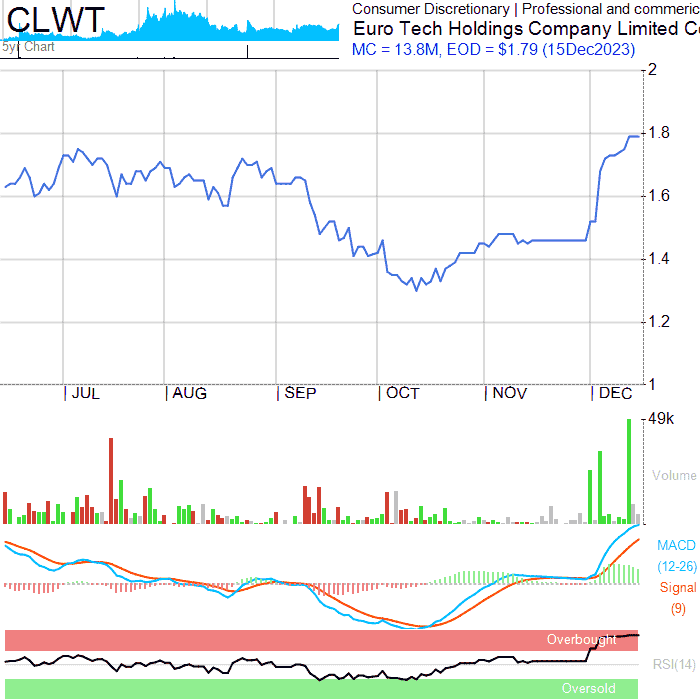 CLWT
5yr Chart
Consumer Discretionary | Professional and commeric
Euro Tech Holdings Company Limited C
MC = 13.8M, EOD = $1.79 (15Dec2023)
2
1.8
1.6
1.4
1.2
1
JUL AUG SEP OCT NOV DEC
49k
Volume
MACD
(12-26)
Signal
(9)
Overbought
RSI(14)
Oversold